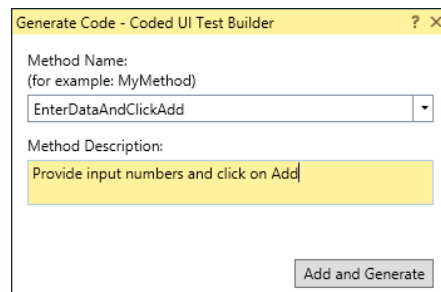 Generate Code - Coded UI Test Builder ? ×
Method Name:
(for example: MyMethod)
EnterDataAndClickAdd
Method Description:
Provide input numbers and click on Add
Add and Generate